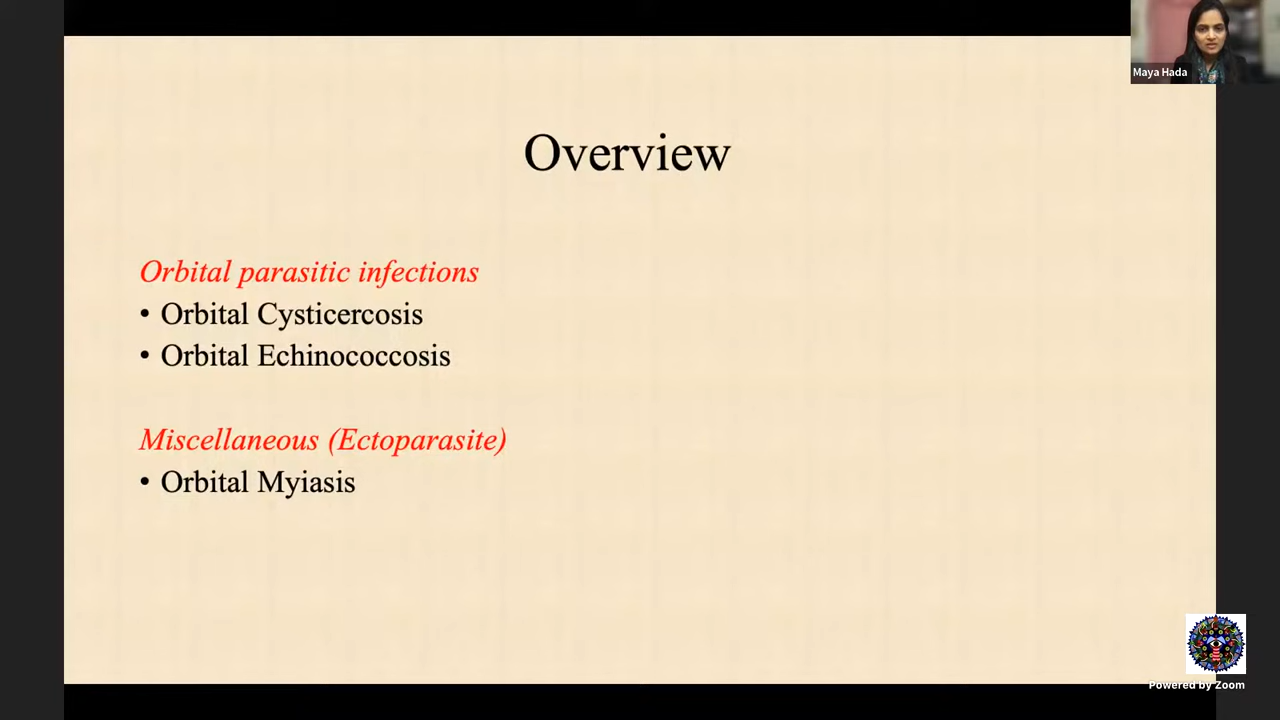 Maya Hada
Overview
Orbital parasitic infections
• Orbital Cysticercosis
• Orbital Echinococcosis
Miscellaneous (Ectoparasite)
• Orbital Myiasis
Powered by Zoom